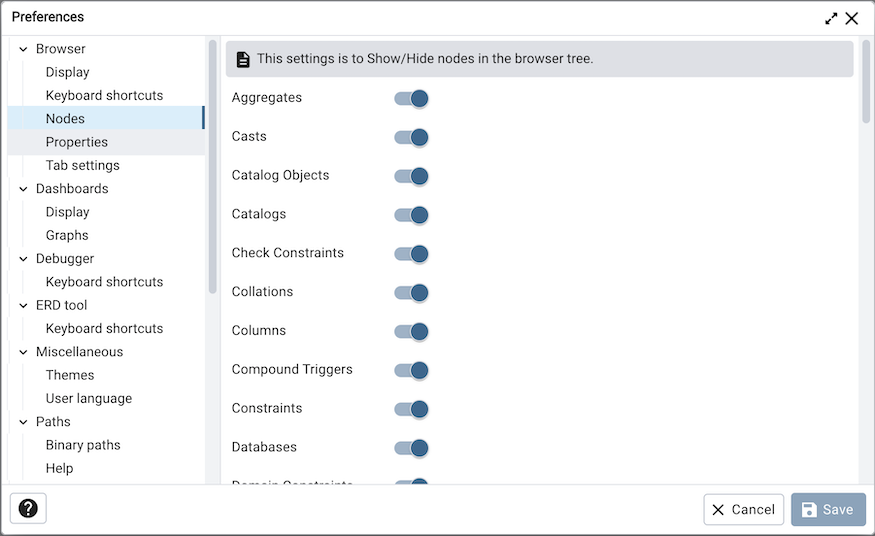 Preferences
Browser
Display
Keyboard shortcuts
Nodes
Properties
Tab settings
Dashboards
Display
Graphs
Debugger
Keyboard shortcuts
ERD tool
Keyboard shortcuts
Miscellaneous
Themes
User language
Paths
Binary paths
Help
This settings is to Show/Hide nodes in the browser tree.
Aggregates
Casts
Catalog Objects
Catalogs
Check Constraints
Collations
Columns
Compound Triggers
Constraints
Databases
Domain Constraints
?
Cancel
Save